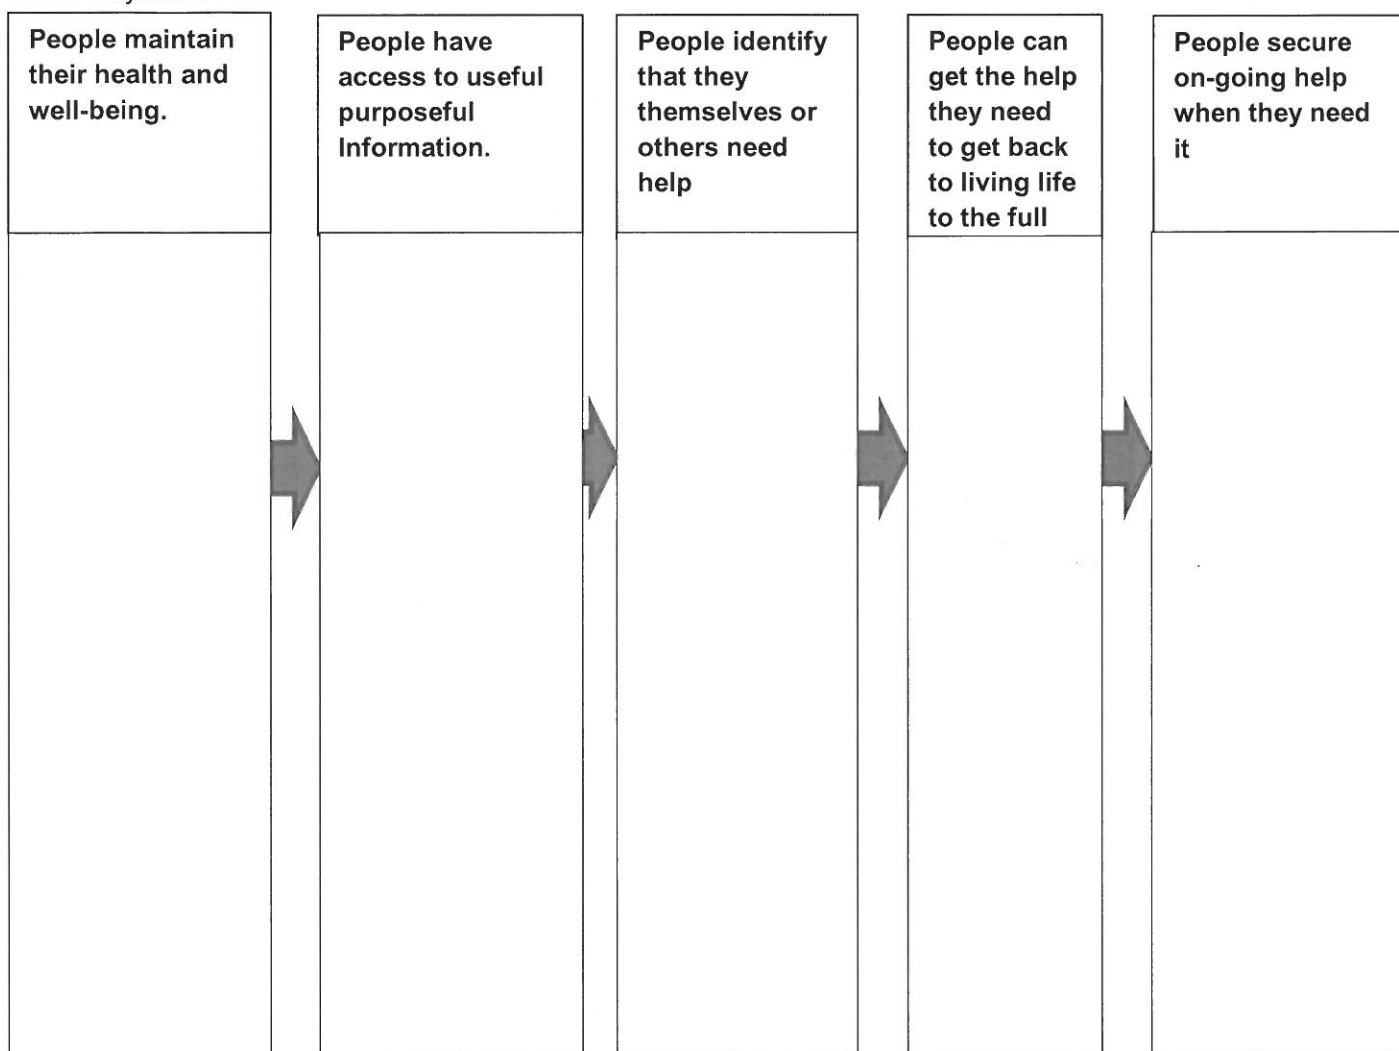 People maintain
their health and
well-being.
People have
access to useful
purposeful
Information.
People identify
that they
themselves or
others need
help
People can
get the help
they need
to get back
to living life
to the full
People secure
on-going help
when they need
it